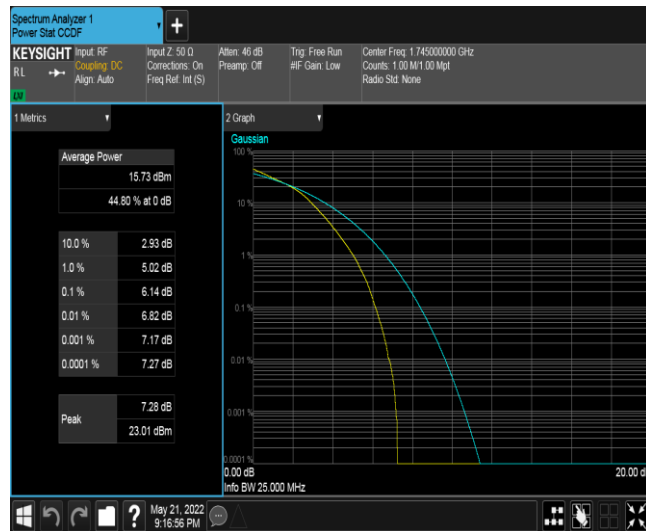 Spectrum Analyzer 1
Power Stat CCDF
+
KEYSIGHT
RL
LXI
Input: RF
Coupling: DC
Align: Auto
Input Z: 50 Ω
Corrections: On
Freq Ref: Int (S)
Atten: 46 dB
Preamp: Off
Trig: Free Run
#IF Gain: Low
Center Freq: 1.745000000 GHz
Counts: 1.00 M/1.00 Mpt
Radio Std: None
1 Metrics
Average Power
15.73 dBm
44.80 % at 0 dB
10.0 % 2.93 dB
1.0 % 5.02 dB
0.1 % 6.14 dB
0.01 % 6.82 dB
0.001 % 7.17 dB
0.0001 % 7.27 dB
Peak
7.28 dB
23.01 dBm
2 Graph
Gaussian
100 %
10 %
1 %
0.1 %
0.01 %
0.001 %
0.0001 %
0.00 dB
20.00 d
Info BW 25.000 MHz
?
May 21, 2022
9:16:56 PM